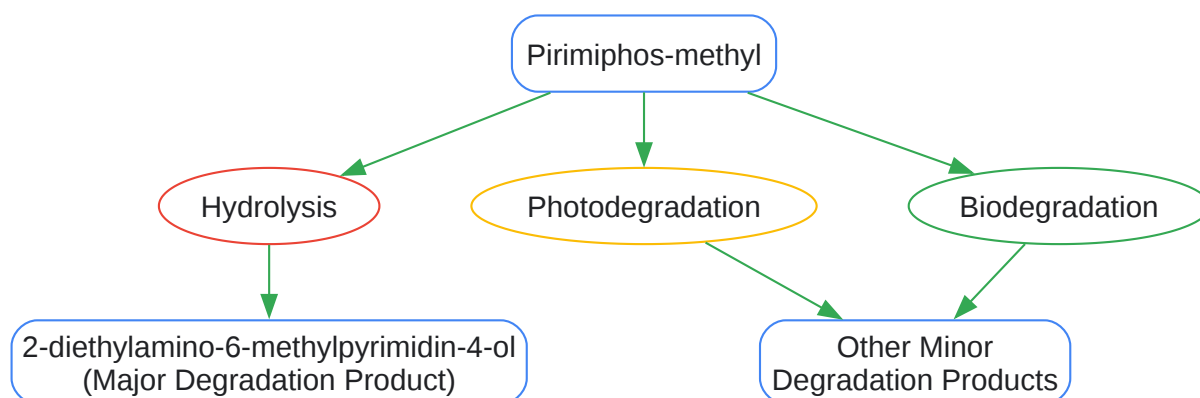 Pirimiphos-methyl
Hydrolysis
Photodegradation
Biodegradation
2-diethylamino-6-methylpyrimidin-4-ol
(Major Degradation Product)
Other Minor
Degradation Products